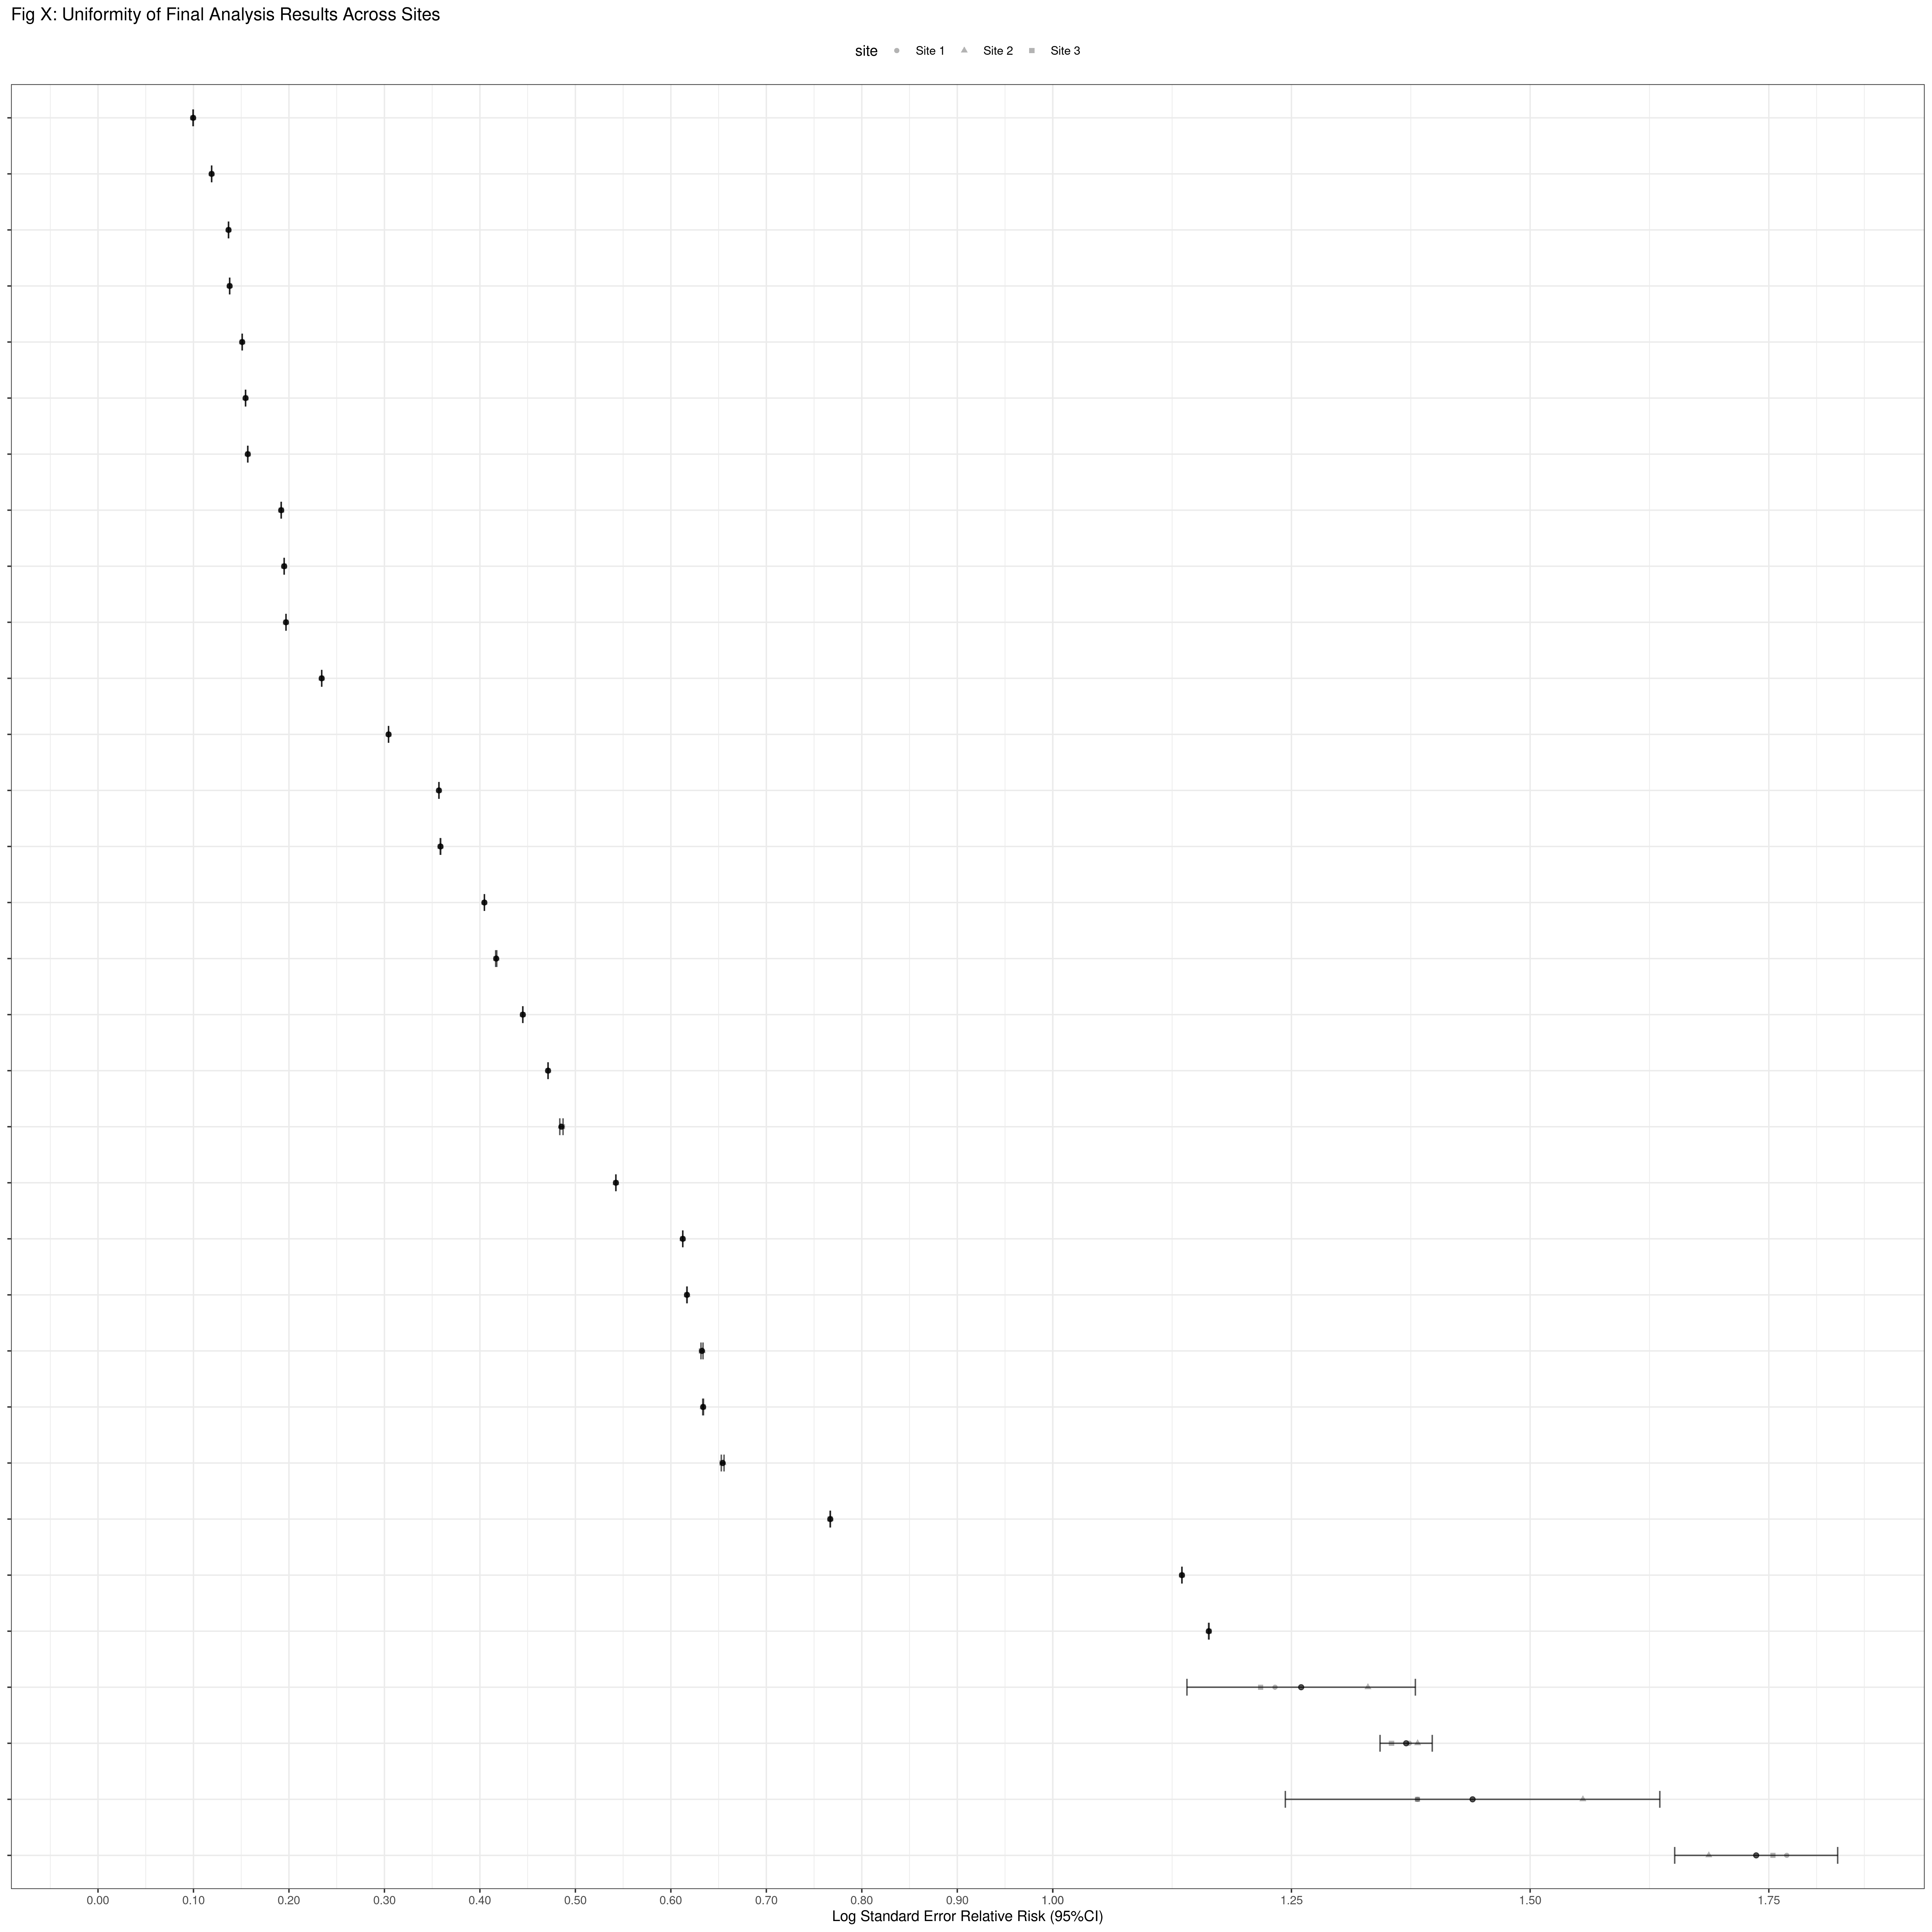 Fig X: Uniformity of Final Analysis Results Across Sites
site Site 1 Site 2 Site 3
0.00 0.10 0.20 0.30 0.40 0.50 0.60 0.70 0.80 0.90 1.00 1.25 1.50 1.75
Log Standard Error Relative Risk (95%CI)